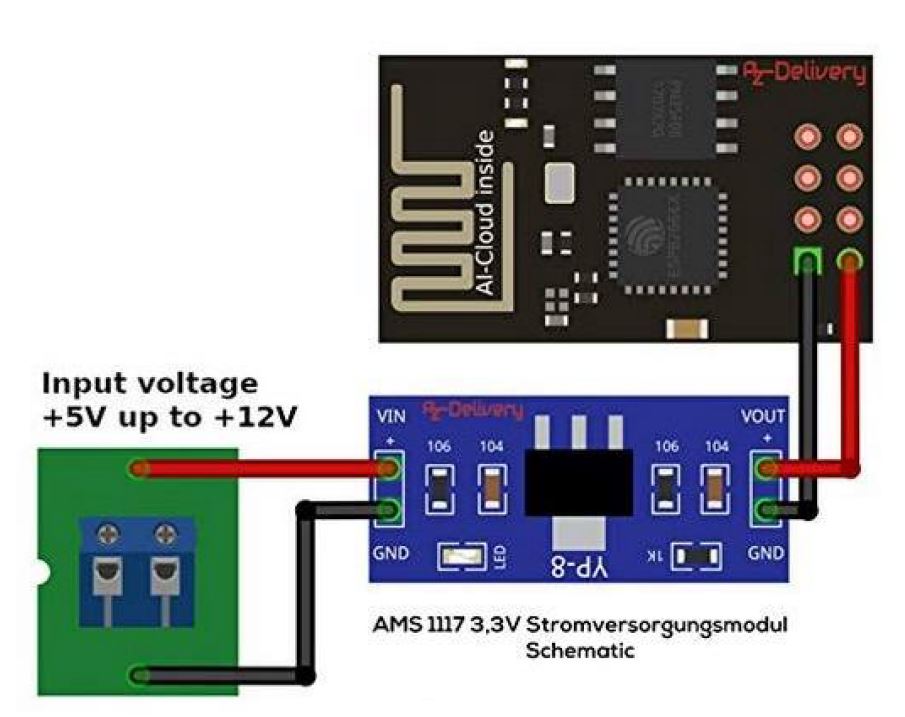 Az-Delivery
AI-Cloud inside
ESP8266EX
Input voltage
+5V up to +12V
VIN
Az-Delivery
VOUT
+
+
106
104
106
104
GND
LED
YP-8
1K
GND
AMS 1117 3,3V Stromversorgungsmodul
Schematic